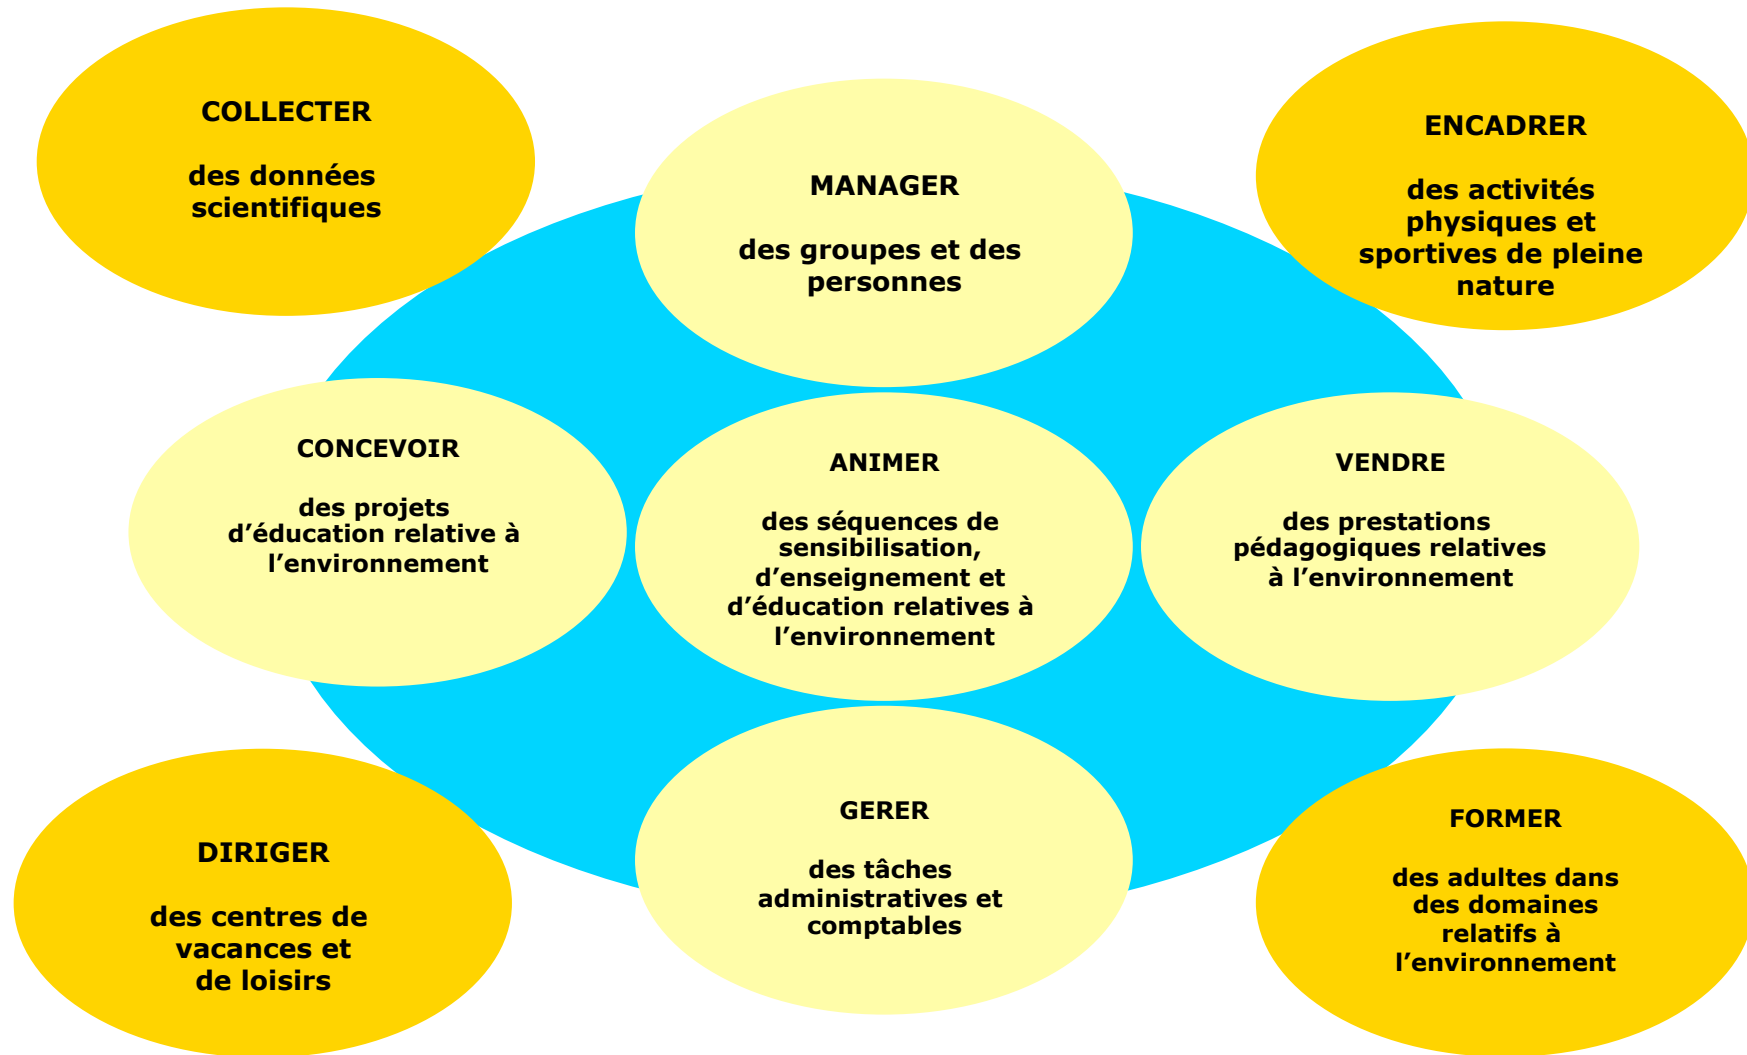 COLLECTER
des données
scientifiques
MANAGER
des groupes et des
personnes
ENCADRER
des activités
physiques et
sportives de pleine
nature
CONCEVOIR
des projets
d’éducation relative à
l’environnement
ANIMER
des séquences de
sensibilisation,
d’enseignement et
d’éducation relatives à
l’environnement
VENDRE
des prestations
pédagogiques relatives
à l’environnement
DIRIGER
des centres de
vacances et
de loisirs
GERER
des tâches
administratives et
comptables
FORMER
des adultes dans
des domaines
relatifs à
l’environnement